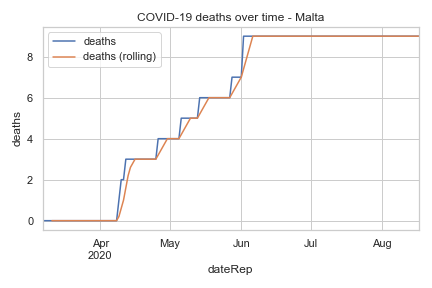 COVID-19 deaths over time - Malta
deaths
deaths (rolling)
8
6
4
2
0
deaths
Apr
2020
May
Jun
Jul
Aug
dateRep